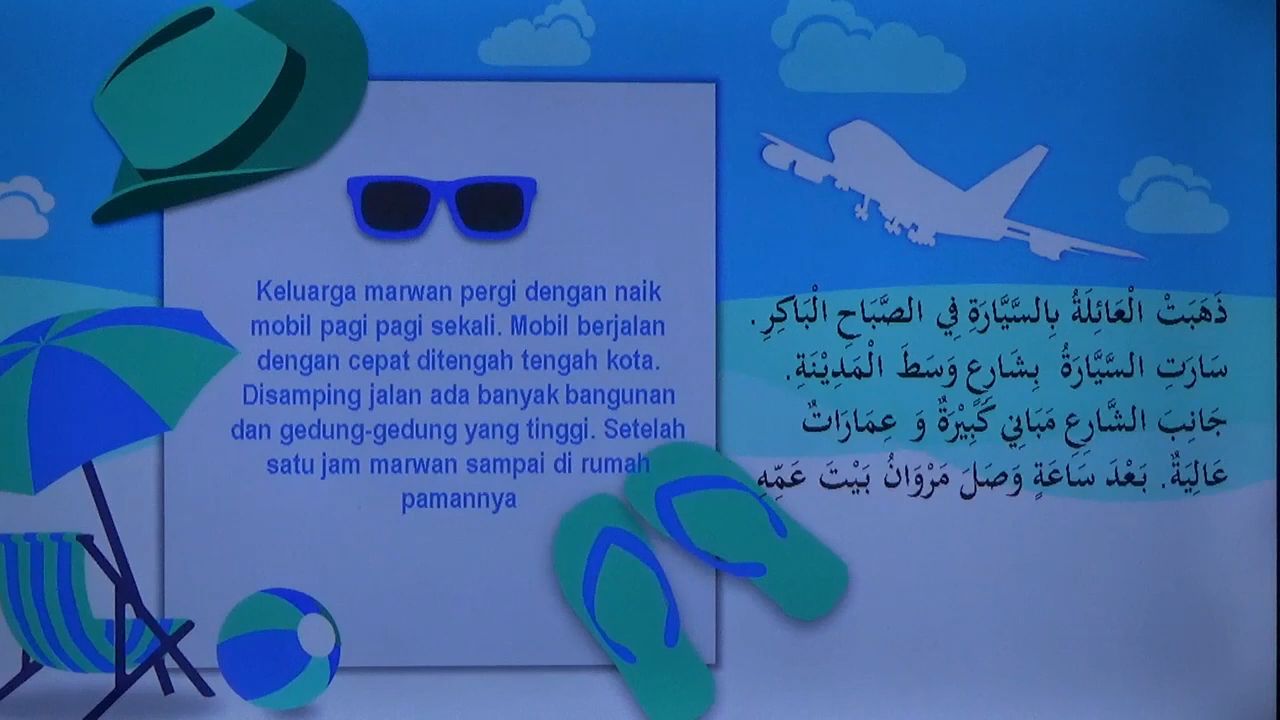 Keluarga marwan pergi dengan naik
mobil pagi pagi sekali. Mobil berjalan
dengan cepat ditengah tengah kota.
Disamping jalan ada banyak bangunan
dan gedung-gedung yang tinggi. Setelah
satu jam marwan sampai di rumah
pamannya
ذَهَبَتْ الْعَائِلَةُ بِالسَّيَّارَةِ فِي الصَّبَاحِ الْبَاكِرِ.
سَارَتِ السَّيَّارَةُ بِشَارِعِ وَسَطَ الْمَدِيْنَةِ.
جَانِبَ الشَّارِعِ مَبَانِي كَبِيْرَةٌ وَ عِمَارَاتٌ
عَالِيَةٌ. بَعْدَ سَاعَةٍ وَصَلَ مَرْوَانُ بَيْتَ عَمِّهِ